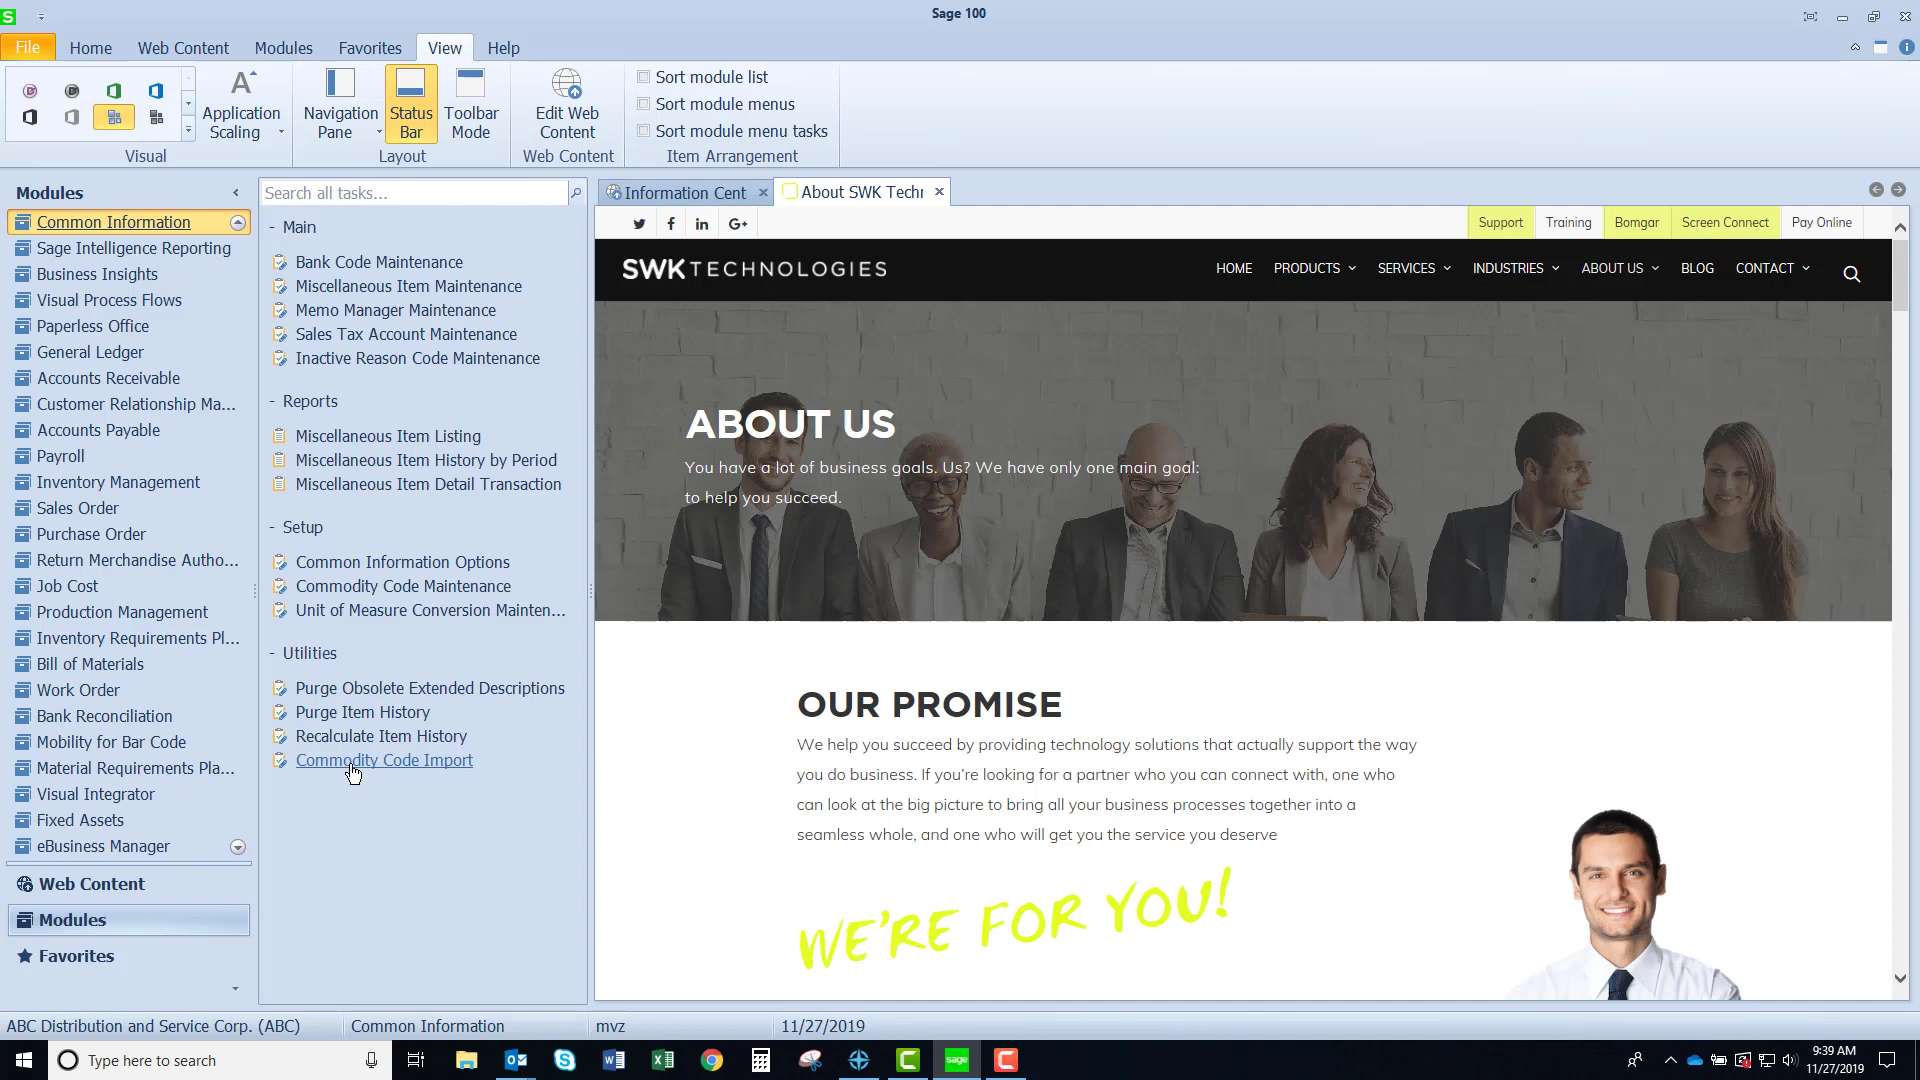 Sage 100
File
Home
Web Content
Modules
Favorites
View
Help
Application
Scaling
Visual
Navigation
Pane
Status
Bar
Toolbar
Mode
Layout
Edit Web
Content
Web Content
Sort module list
Sort module menus
Sort module menu tasks
Item Arrangement
Modules
Common Information
Sage Intelligence Reporting
Business Insights
Visual Process Flows
Paperless Office
General Ledger
Accounts Receivable
Customer Relationship Ma...
Accounts Payable
Payroll
Inventory Management
Sales Order
Purchase Order
Return Merchandise Autho...
Job Cost
Production Management
Inventory Requirements Pl...
Bill of Materials
Work Order
Bank Reconciliation
Mobility for Bar Code
Material Requirements Pla...
Visual Integrator
Fixed Assets
eBusiness Manager
Web Content
Modules
Favorites
Search all tasks...
- Main
Bank Code Maintenance
Miscellaneous Item Maintenance
Memo Manager Maintenance
Sales Tax Account Maintenance
Inactive Reason Code Maintenance
- Reports
Miscellaneous Item Listing
Miscellaneous Item History by Period
Miscellaneous Item Detail Transaction
- Setup
Common Information Options
Commodity Code Maintenance
Unit of Measure Conversion Mainten...
- Utilities
Purge Obsolete Extended Descriptions
Purge Item History
Recalculate Item History
Commodity Code Import
Information Cent
About SWK Techr
Support
Training
Bomgar
Screen Connect
Pay Online
SWK TECHNOLOGIES
HOME
PRODUCTS
SERVICES
INDUSTRIES
ABOUT US
BLOG
CONTACT
ABOUT US
You have a lot of business goals. Us? We have only one main goal:
to help you succeed.
OUR PROMISE
We help you succeed by providing technology solutions that actually support the way
you do business. If you're looking for a partner who you can connect with, one who
can look at the big picture to bring all your business processes together into a
seamless whole, and one who will get you the service you deserve
WE'RE FOR YOU!
ABC Distribution and Service Corp. (ABC)
Common Information
mvz
11/27/2019
Type here to search
sage
9:39 AM
11/27/2019